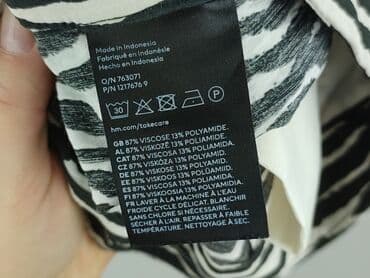 Made in Indonesia
Fabriqué en Indonésie
Hecho en Indonesia
O/N 763071
P/N 1217676 9
30 P
hm.com/takecare
GB 87% VISCOSE 13% POLYAMIDE.
AL 87% VISKOZË 13% POLIAMID.
CAT 87% VISCOSA 13% POLIAMIDA.
CZ 87% VISKÓZA 13% POLYAMID.
DE 87% VISKOSE 13% POLYAMID.
EE 87% VISKOOS 13% POLÜAMIID.
ES 87% VISCOSA 13% POLIAMIDA.
FI 87% VISKOOSI 13% POLYAMIDI.
FR LAVER À LA MACHINE À L'EAU
FROIDE CYCLE DÉLICAT. BLANCHIR
SANS CHLORE SI NÉCESSAIRE.
SÉCHER À L'AIR. REPASSER À FAIBLE
TEMPÉRATURE. NETTOYAGE À SEC.